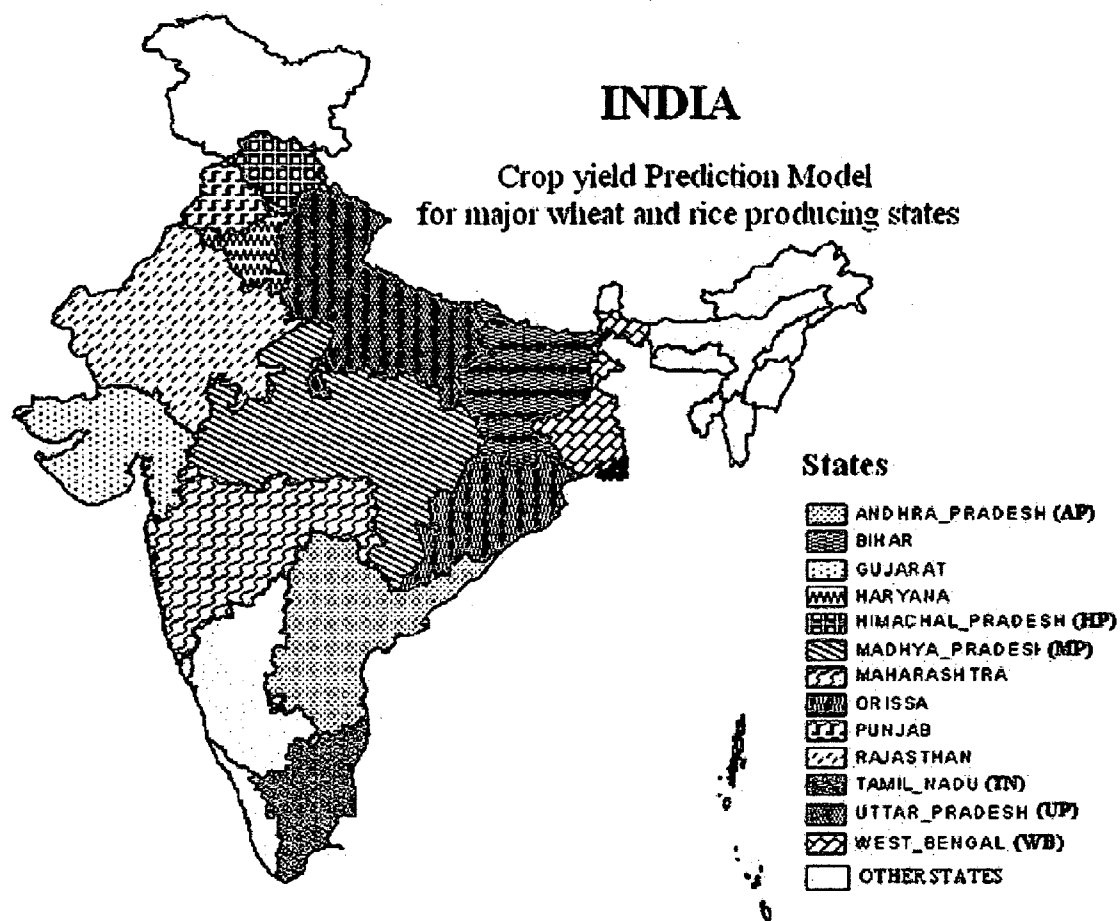 INDIA
Crop yield Prediction Model
for major wheat and rice producing states
States
ANDHRA_PRADESH (AP)
BIHAR
GUJARAT
HARYANA
HIMACHAL_PRADESH (HP)
MADHYA_PRADESH (MP)
MAHARASHTRA
ORISSA
PUNJAB
RAJASTHAN
TAMIL_NADU (TN)
UTTAR_PRADESH (UP)
WEST_BENGAL (WB)
OTHER STATES